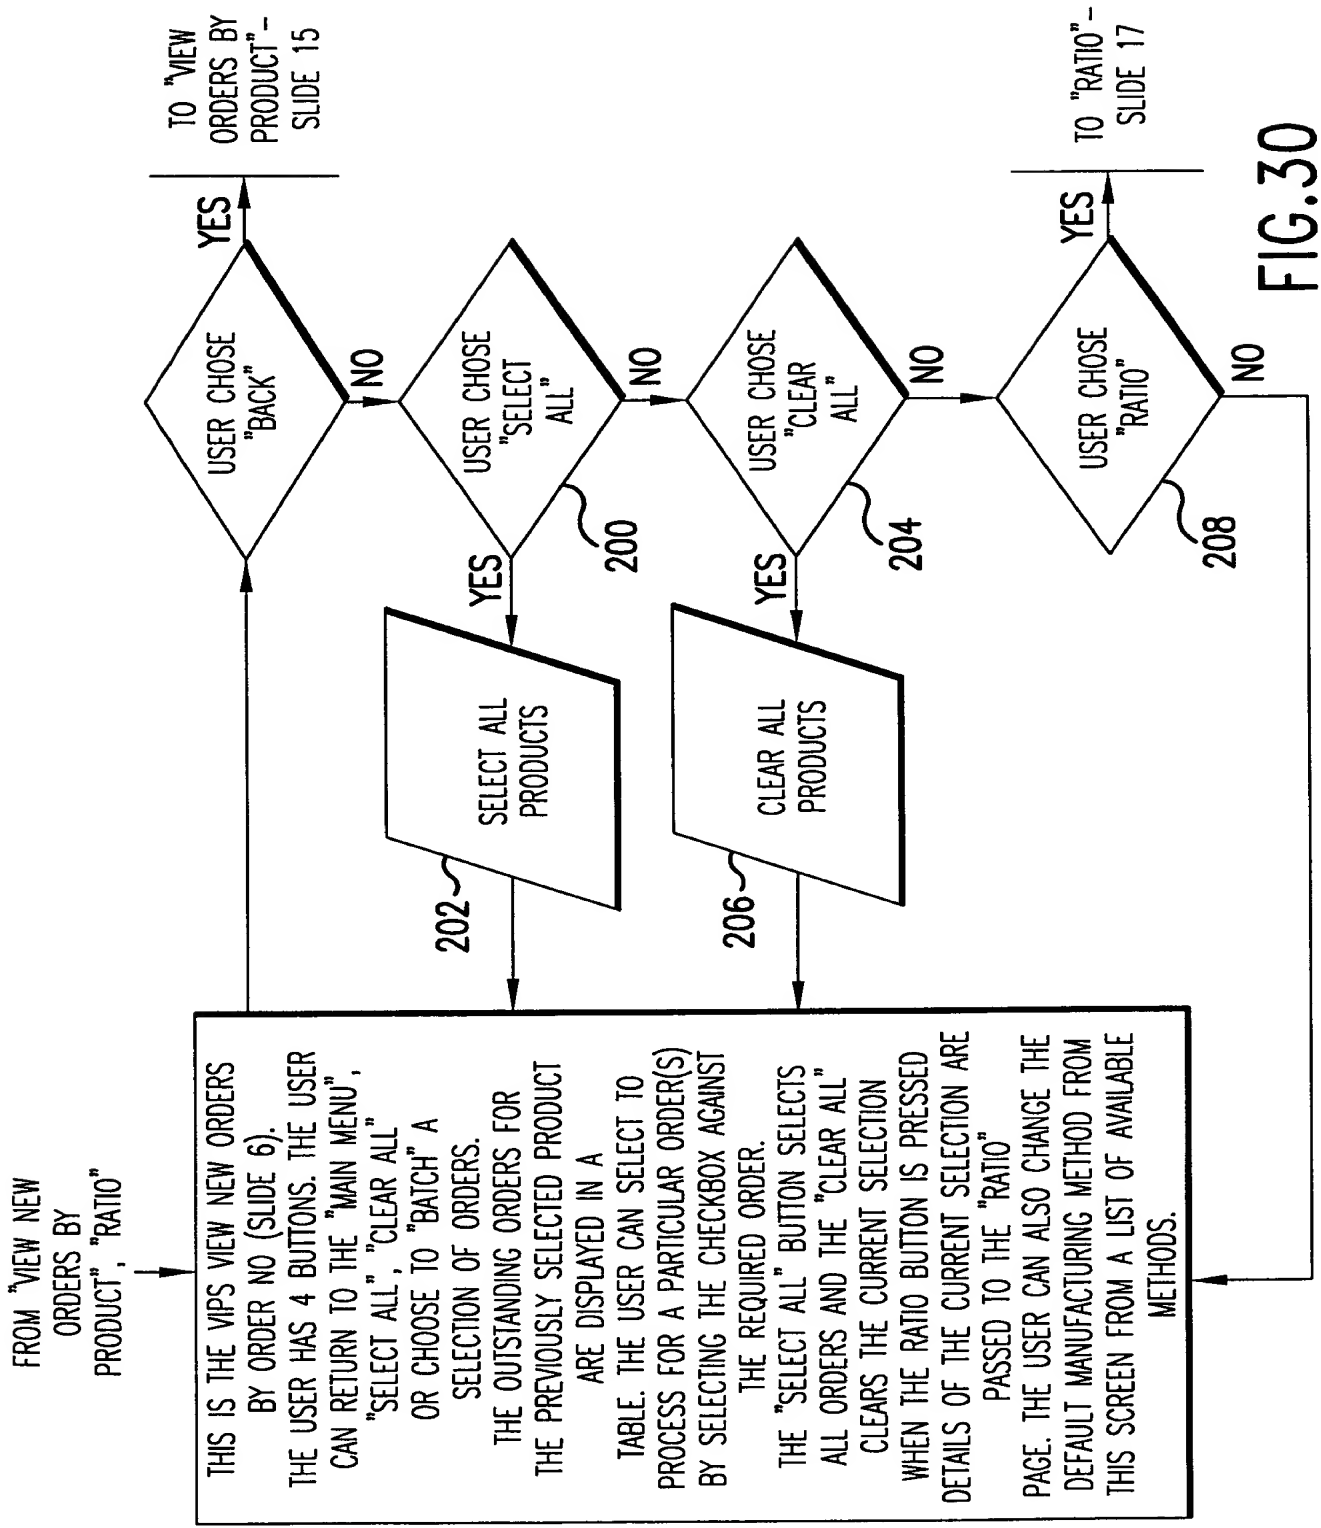 FROM "VIEW NEW
ORDERS BY
PRODUCT", "RATIO"
THIS IS THE VIPS VIEW NEW ORDERS
BY ORDER NO (SLIDE 6).
THE USER HAS 4 BUTTONS. THE USER
CAN RETURN TO THE "MAIN MENU",
"SELECT ALL", "CLEAR ALL"
OR CHOOSE TO "BATCH" A
SELECTION OF ORDERS.
THE OUTSTANDING ORDERS FOR
THE PREVIOUSLY SELECTED PRODUCT
ARE DISPLAYED IN A
TABLE. THE USER CAN SELECT TO
PROCESS FOR A PARTICULAR ORDER(S)
BY SELECTING THE CHECKBOX AGAINST
THE REQUIRED ORDER.
THE "SELECT ALL" BUTTON SELECTS
ALL ORDERS AND THE "CLEAR ALL"
CLEARS THE CURRENT SELECTION
WHEN THE RATIO BUTTON IS PRESSED
DETAILS OF THE CURRENT SELECTION ARE
PASSED TO THE "RATIO"
PAGE. THE USER CAN ALSO CHANGE THE
DEFAULT MANUFACTURING METHOD FROM
THIS SCREEN FROM A LIST OF AVAILABLE
METHODS.
USER CHOSE
"BACK"
YES
TO "VIEW
ORDERS BY
PRODUCT"-
SLIDE 15
NO
USER CHOSE
"SELECT
ALL"
200
YES
SELECT ALL
PRODUCTS
202
NO
USER CHOSE
"CLEAR
ALL"
204
YES
CLEAR ALL
PRODUCTS
206
NO
USER CHOSE
"RATIO"
208
YES
TO "RATIO"-
SLIDE 17
NO
FIG.30